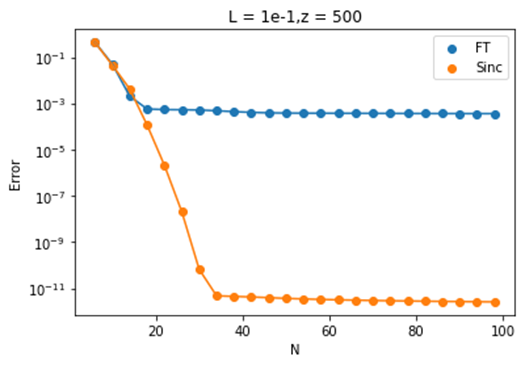 L = 1e-1,z = 500
FT
Sinc
Error
10⁻¹
10⁻³
10⁻⁵
10⁻⁷
10⁻⁹
10⁻¹¹
20 40 60 80 100
N